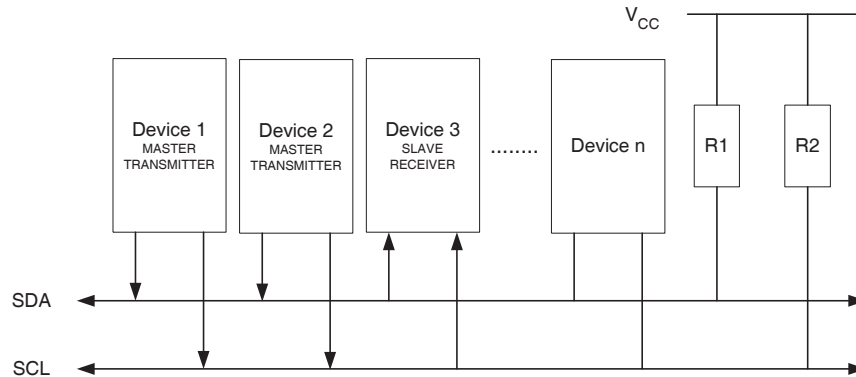 VCC
Device 1
MASTER
TRANSMITTER
Device 2
MASTER
TRANSMITTER
Device 3
SLAVE
RECEIVER
........
Device n
R1
R2
SDA
SCL